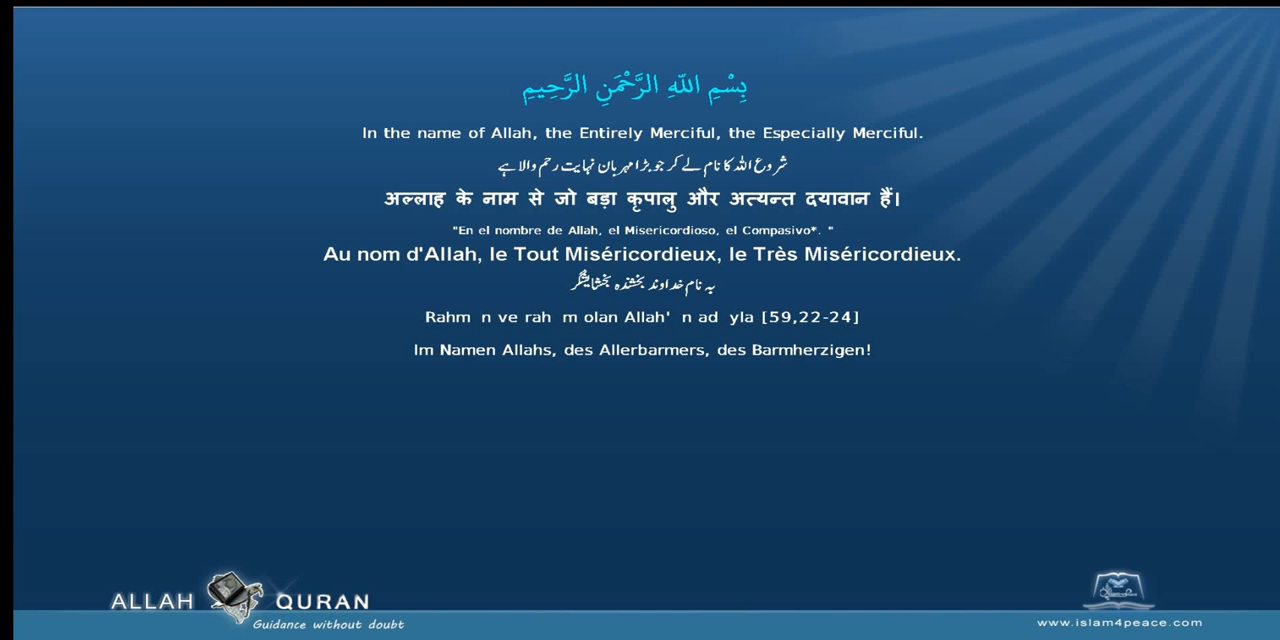 بِسْمِ اللّهِ الرَّحْمَنِ الرَّحِيمِ
In the name of Allah, the Entirely Merciful, the Especially Merciful.
شروع الله کا نام لے کر جو بڑا مہربان نہایت رحم والا ہے
अल्लाह के नाम से जो बड़ा कृपालु और अत्यन्त दयावान हैं।
"En el nombre de Allah, el Misericordioso, el Compasivo*. "
Au nom d'Allah, le Tout Miséricordieux, le Très Miséricordieux.
به نام خداوند بخشنده بخشایشگر
Rahm n ve rah m olan Allah' n ad yla [59,22-24]
Im Namen Allahs, des Allerbarmers, des Barmherzigen!
ALLAH QURAN
Guidance without doubt
www.islam4peace.com